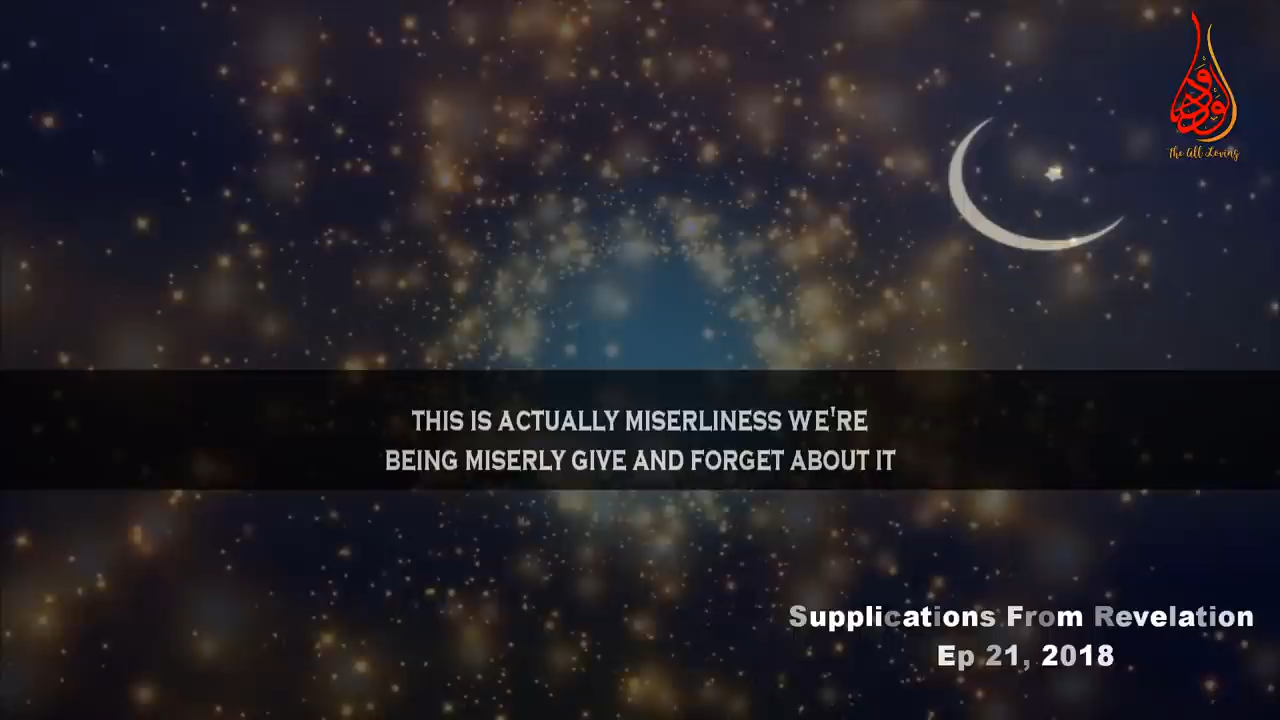 The All Loving
THIS IS ACTUALLY MISERLINESS WE'RE
BEING MISERLY GIVE AND FORGET ABOUT IT
Supplications From Revelation
Ep 21, 2018